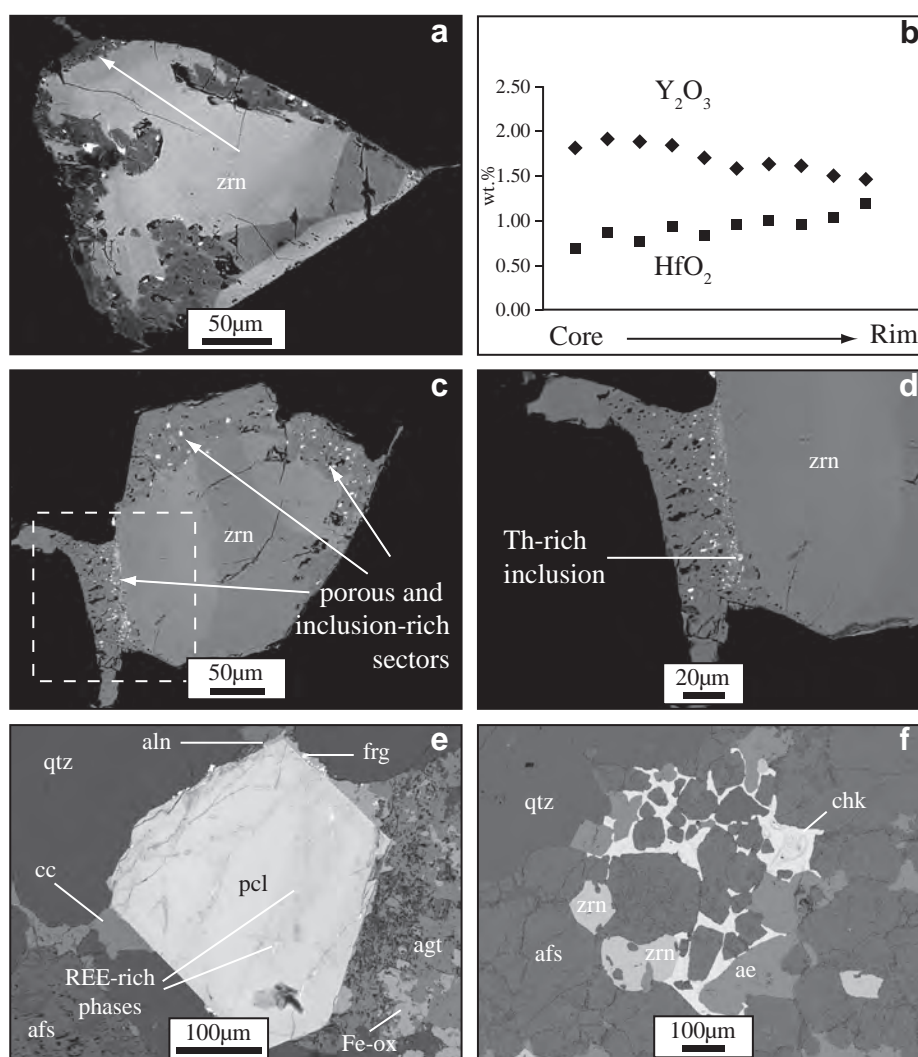 a
zrn
50μm
b
2.50
2.00
1.50
1.00
0.50
0.00
wt.%
Y₂O₃
HfO₂
Core
Rim
c
zrn
porous and
inclusion-rich
sectors
50μm
d
zrn
Th-rich
inclusion
20μm
e
aln
frg
qtz
cc
pcl
REE-rich
phases
agt
afs
Fe-ox
100μm
f
qtz
chk
zrn
zrn
afs
ae
100μm